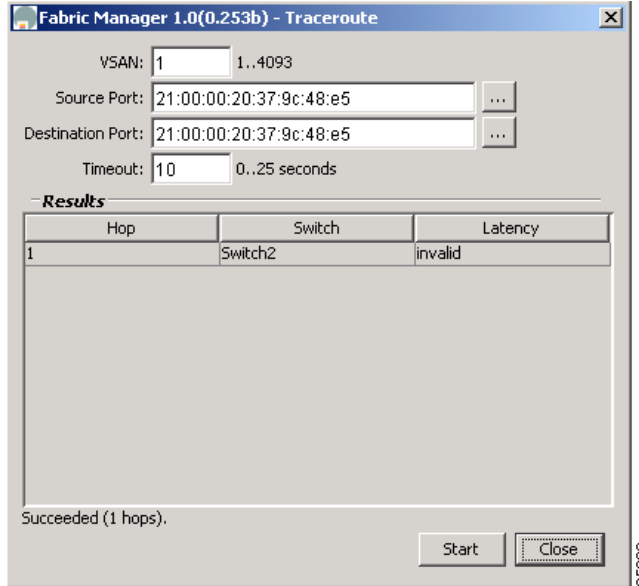 Fabric Manager 1.0(0.253b) - Traceroute
VSAN: 1 1..4093
Source Port: 21:00:00:20:37:9c:48:e5 ...
Destination Port: 21:00:00:20:37:9c:48:e5 ...
Timeout: 10 0..25 seconds
Results
Hop Switch Latency
1 Switch2 invalid
Succeeded (1 hops).
Start Close